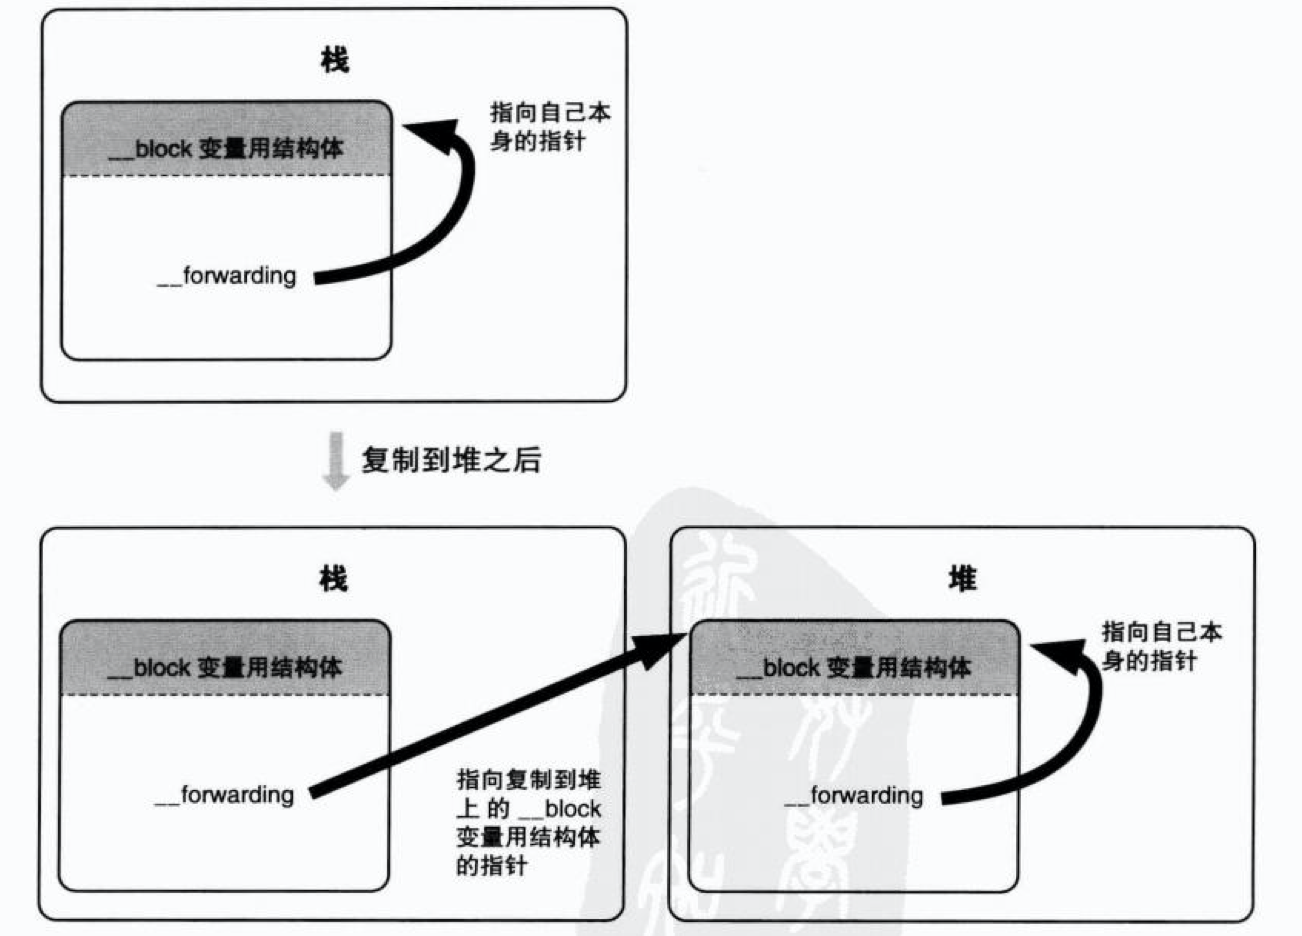 栈
指向自己本
身的指针
__block 变量用结构体
__forwarding
复制到堆之后
栈
__block 变量用结构体
__forwarding
指向复制到堆
上的 __block
变量用结构体
的指针
堆
指向自己本
身的指针
__block 变量用结构体
__forwarding